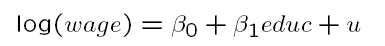 log(wage) = β₀ + β₁educ + u